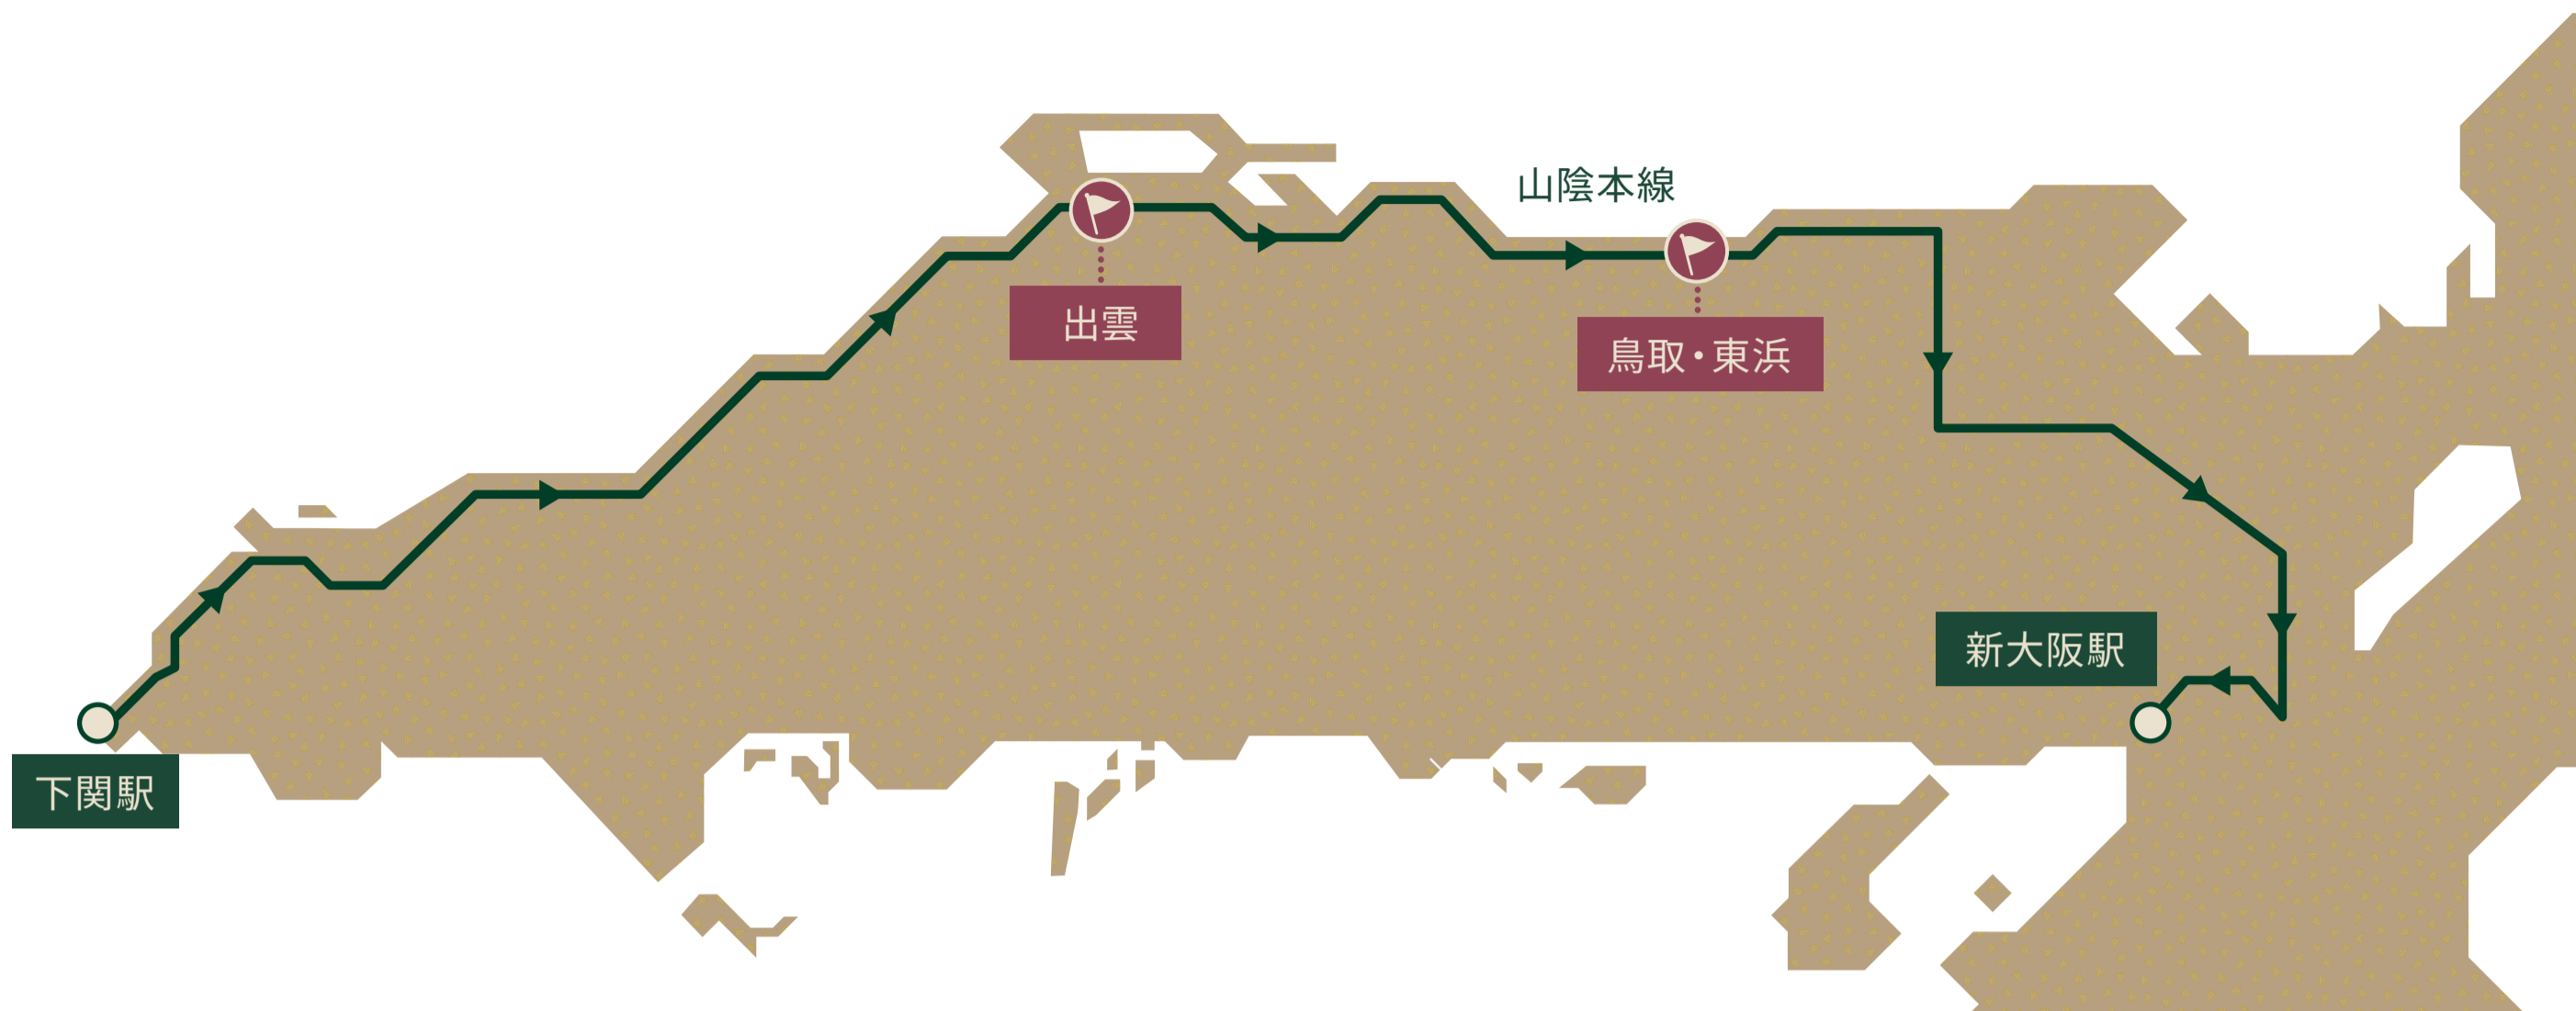 山陰本線
出雲
鳥取・東浜
新大阪駅
下関駅